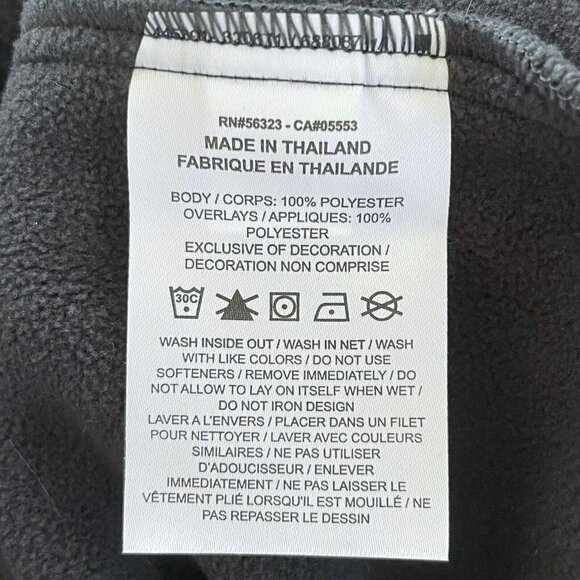 RN#56323 - CA#05553
MADE IN THAILAND
FABRIQUE EN THAILANDE
BODY / CORPS: 100% POLYESTER
OVERLAYS / APPLIQUES: 100%
POLYESTER
EXCLUSIVE OF DECORATION /
DECORATION NON COMPRISE
30C
WASH INSIDE OUT / WASH IN NET / WASH
WITH LIKE COLORS / DO NOT USE
SOFTENERS / REMOVE IMMEDIATELY / DO
NOT ALLOW TO LAY ON ITSELF WHEN WET /
DO NOT IRON DESIGN
LAVER A L'ENVERS / PLACER DANS UN FILET
POUR NETTOYER / LAVER AVEC COULEURS
SIMILAIRES / NE PAS UTILISER
D'ADOUCISSEUR / ENLEVER
IMMEDIATEMENT / NE PAS LAISSER LE
VÊTEMENT PLIÉ LORSQU'IL EST MOUILLÉ / NE
PAS REPASSER LE DESSIN